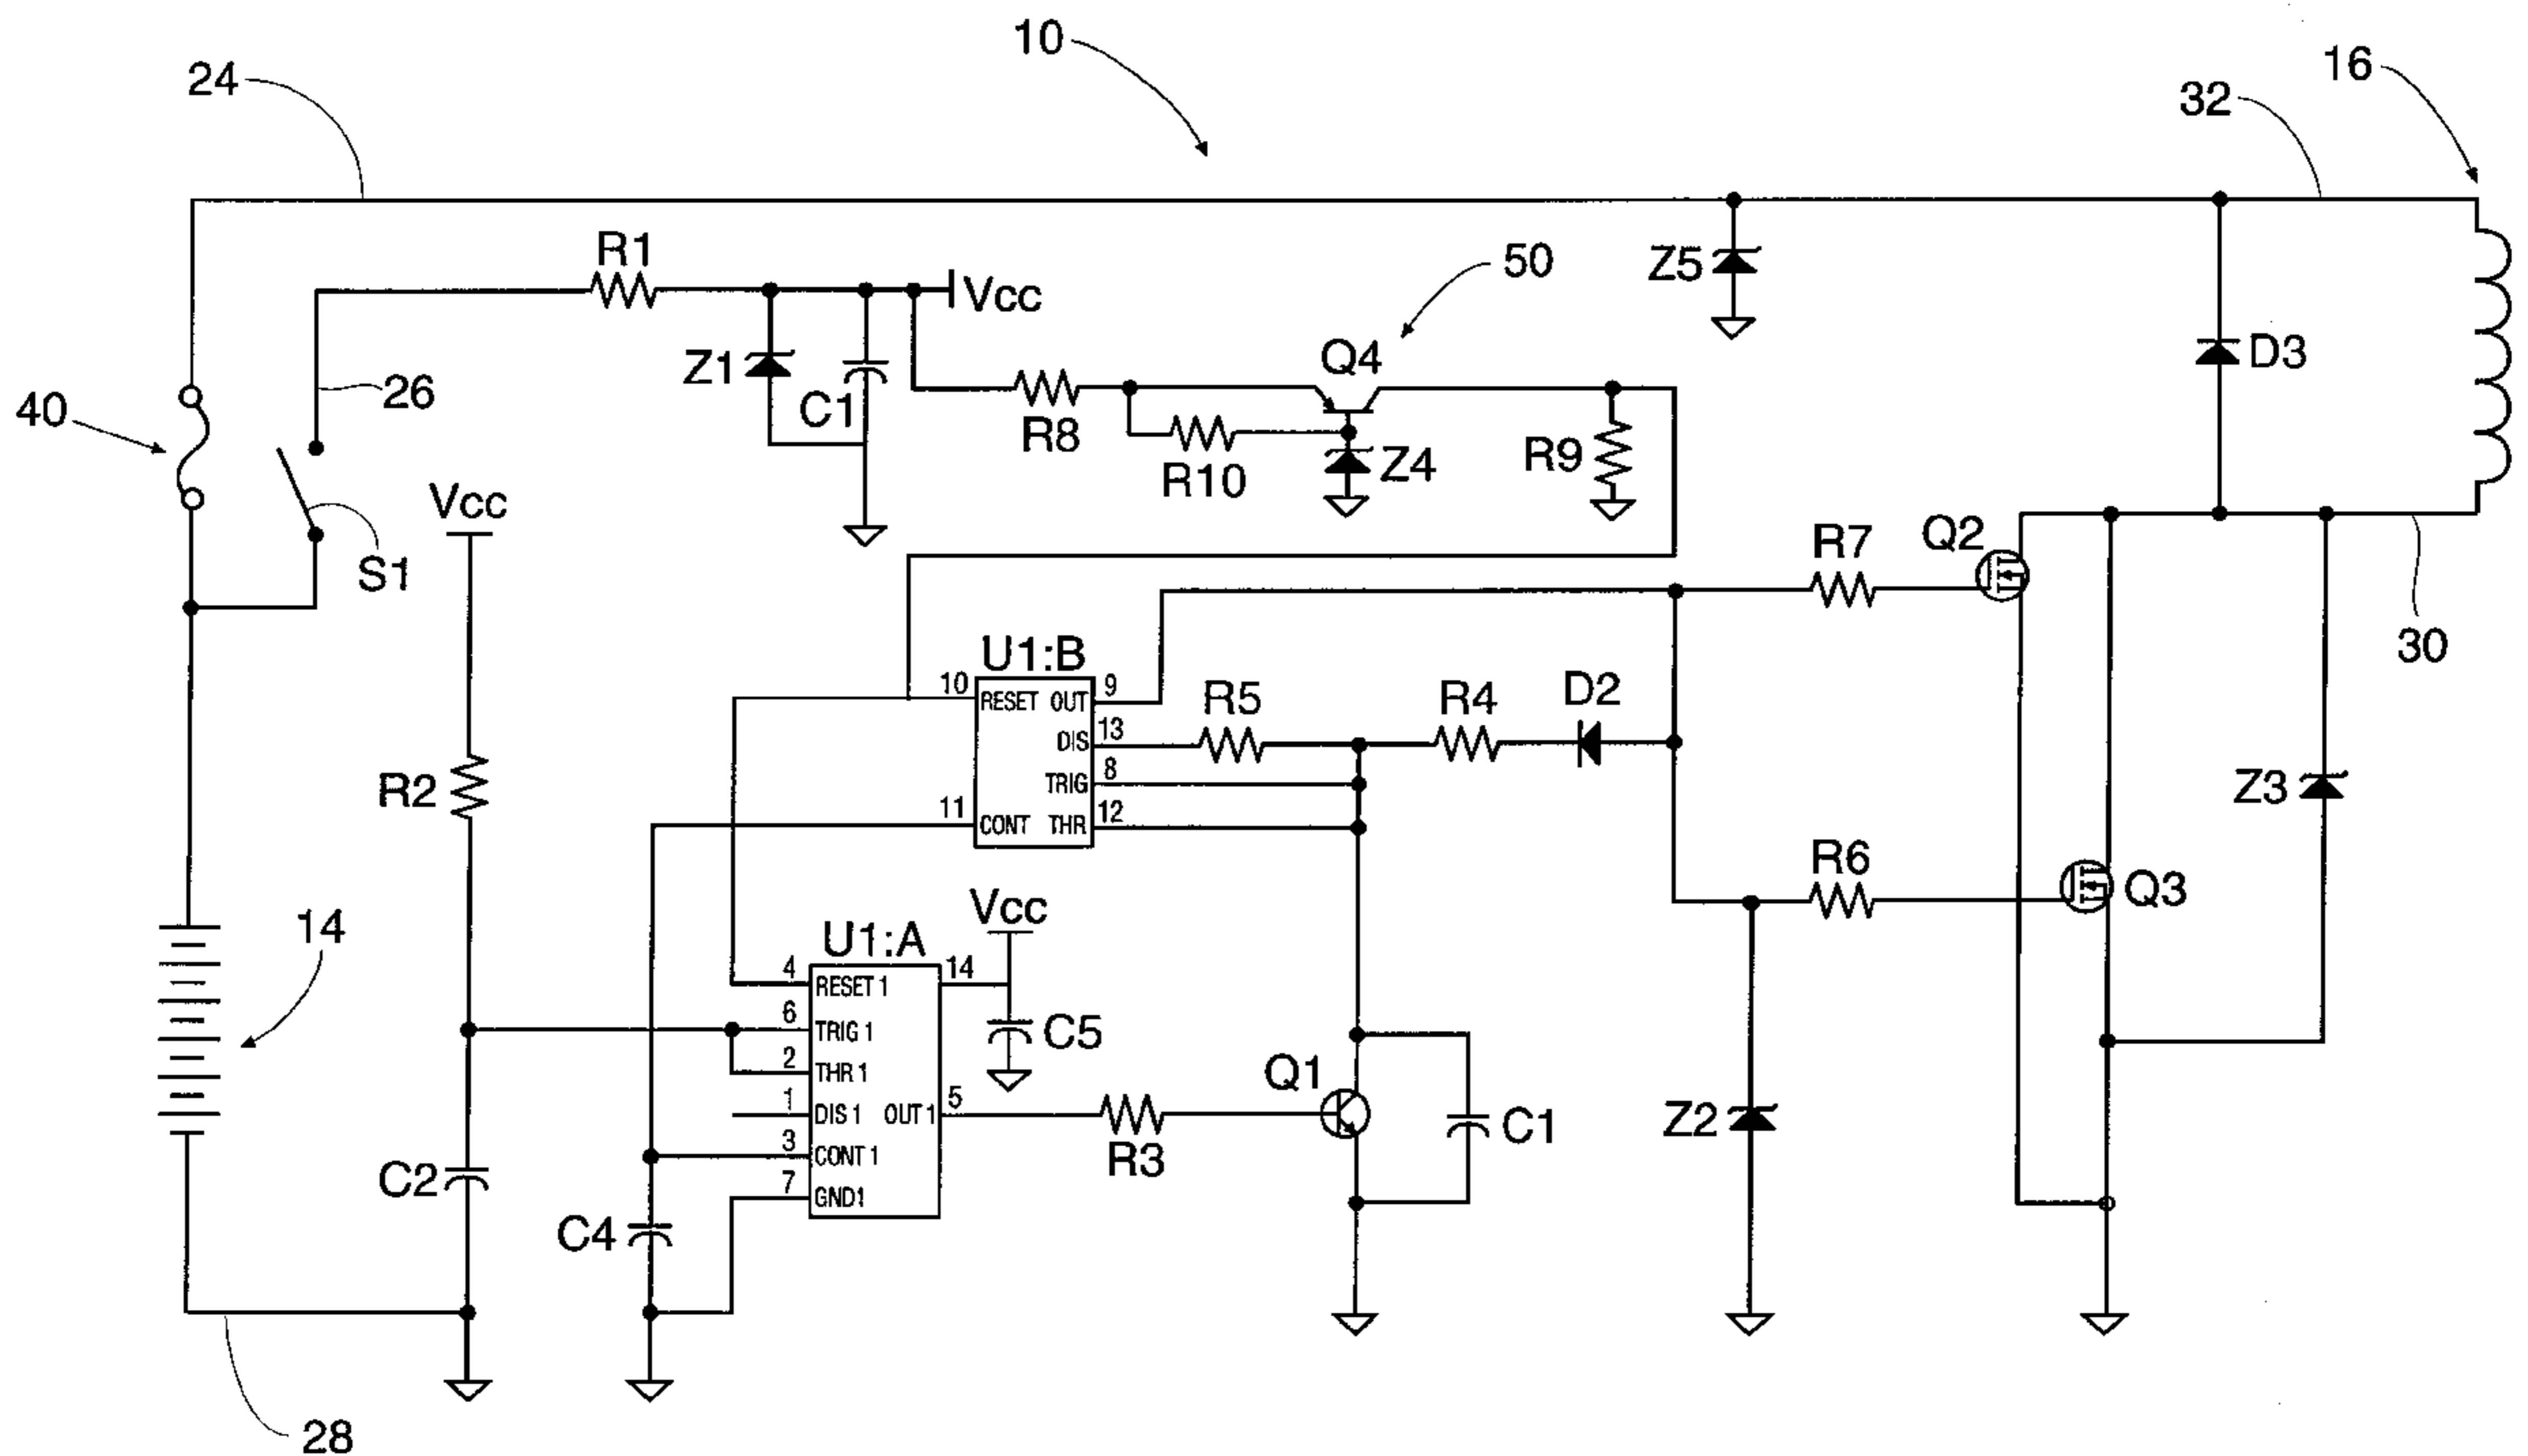 10
16
24
32
R1
Z5
50
Vcc
Q4
D3
Z1
26
C1
40
R8
R9
Z4
R10
Vcc
Q2
R7
S1
30
U1:B
10
RESET
OUT
9
R5
R4
D2
13
DIS
R2
8
TRIG
Z3
11
CONT
THR
12
R6
Q3
Vcc
14
U1:A
4
RESET 1
14
6
TRIG 1
C5
2
THR 1
Q1
1
DIS 1
OUT 1
5
C1
Z2
3
CONT 1
R3
C2
7
GND1
C4
28